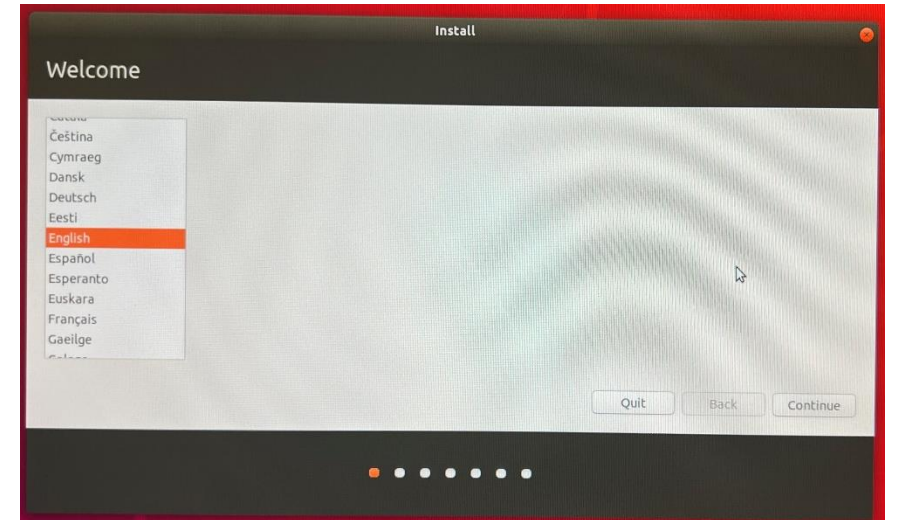 Install
Welcome
Čeština
Cymraeg
Dansk
Deutsch
Eesti
English
Español
Esperanto
Euskara
Français
Gaeilge
Quit
Back
Continue